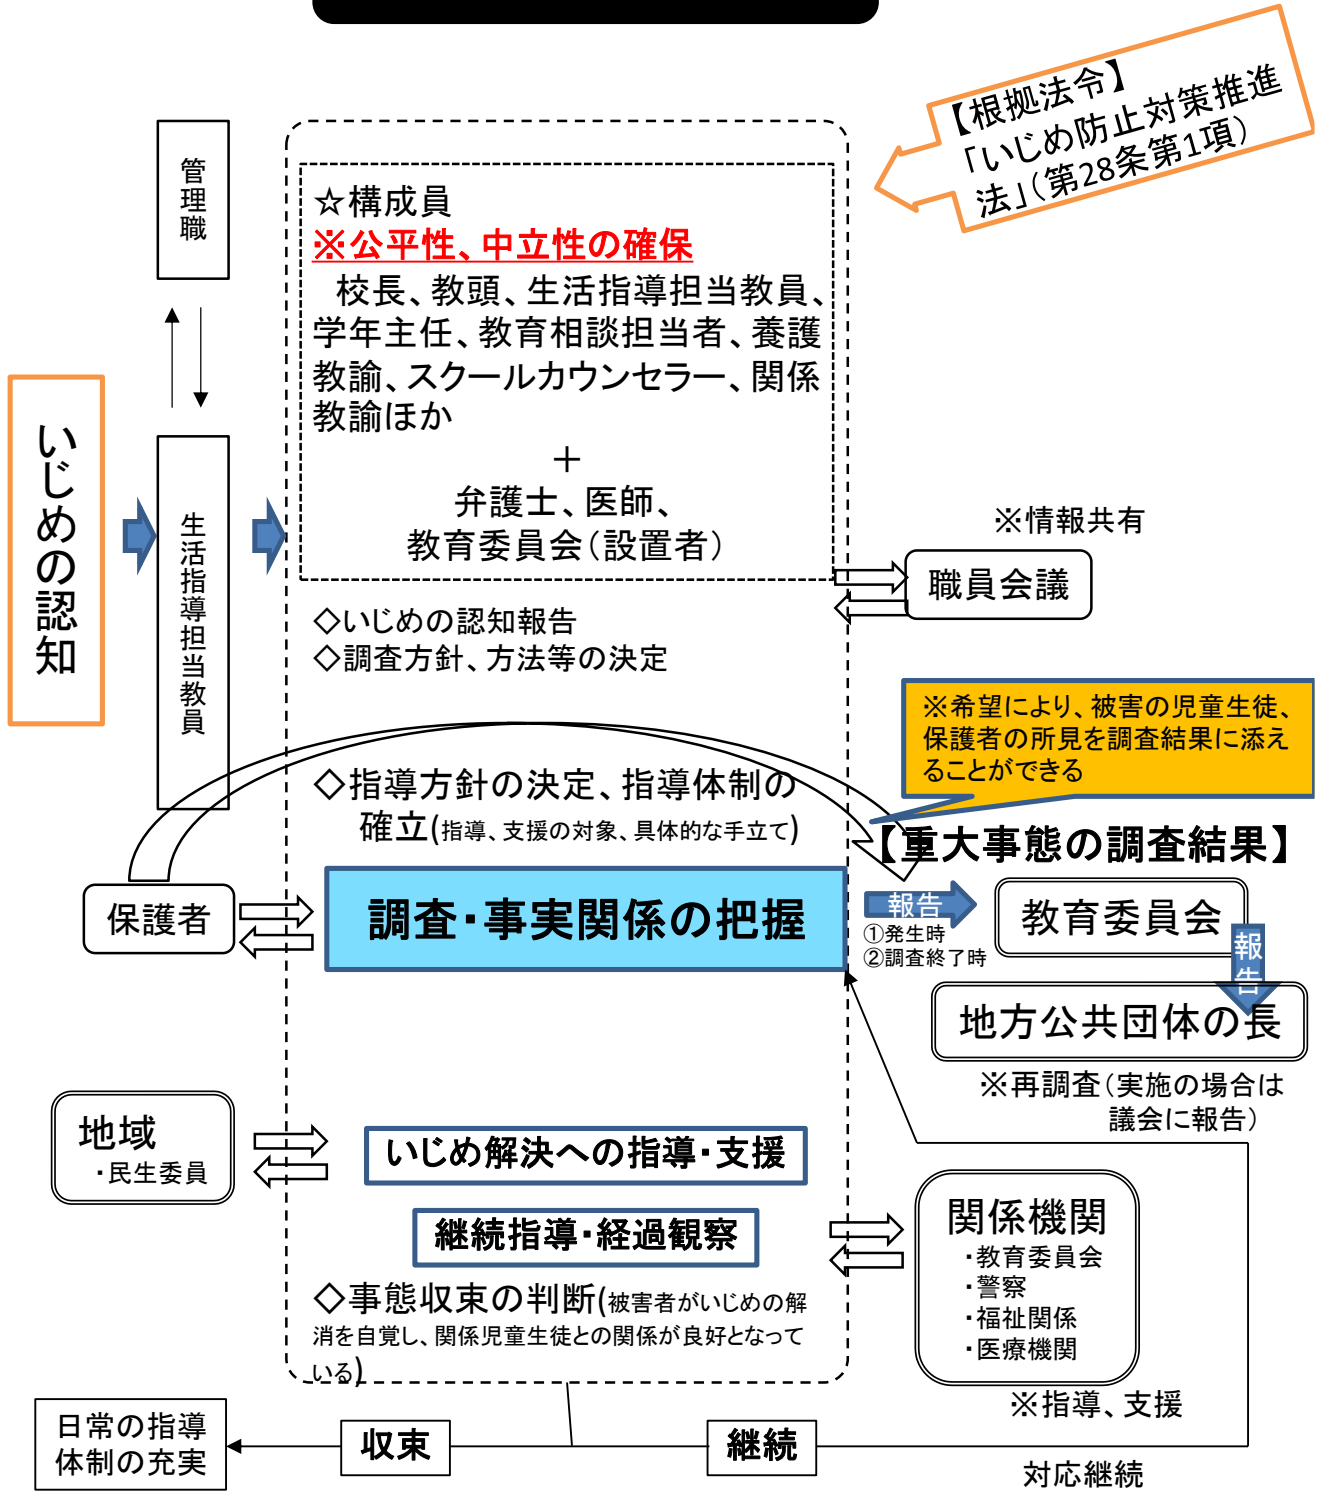 【根拠法令】
「いじめ防止対策推進
法」(第28条第1項)
管理職
☆構成員
※公平性、中立性の確保
校長、教頭、生活指導担当教員、
学年主任、教育相談担当者、養護
教諭、スクールカウンセラー、関係
教諭ほか
＋
弁護士、医師、
教育委員会(設置者)
いじめの認知
生活指導担当教員
※情報共有
職員会議
◇いじめの認知報告
◇調査方針、方法等の決定
※希望により、被害の児童生徒、
保護者の所見を調査結果に添え
ることができる
◇指導方針の決定、指導体制の
確立(指導、支援の対象、具体的な手立て)
【重大事態の調査結果】
保護者
調査・事実関係の把握
報告
①発生時
②調査終了時
教育委員会
報告
地方公共団体の長
※再調査(実施の場合は
議会に報告)
地域
・民生委員
いじめ解決への指導・支援
継続指導・経過観察
関係機関
・教育委員会
・警察
・福祉関係
・医療機関
◇事態収束の判断(被害者がいじめの解
消を自覚し、関係児童生徒との関係が良好となって
いる)
※指導、支援
日常の指導
体制の充実
収束
継続
対応継続